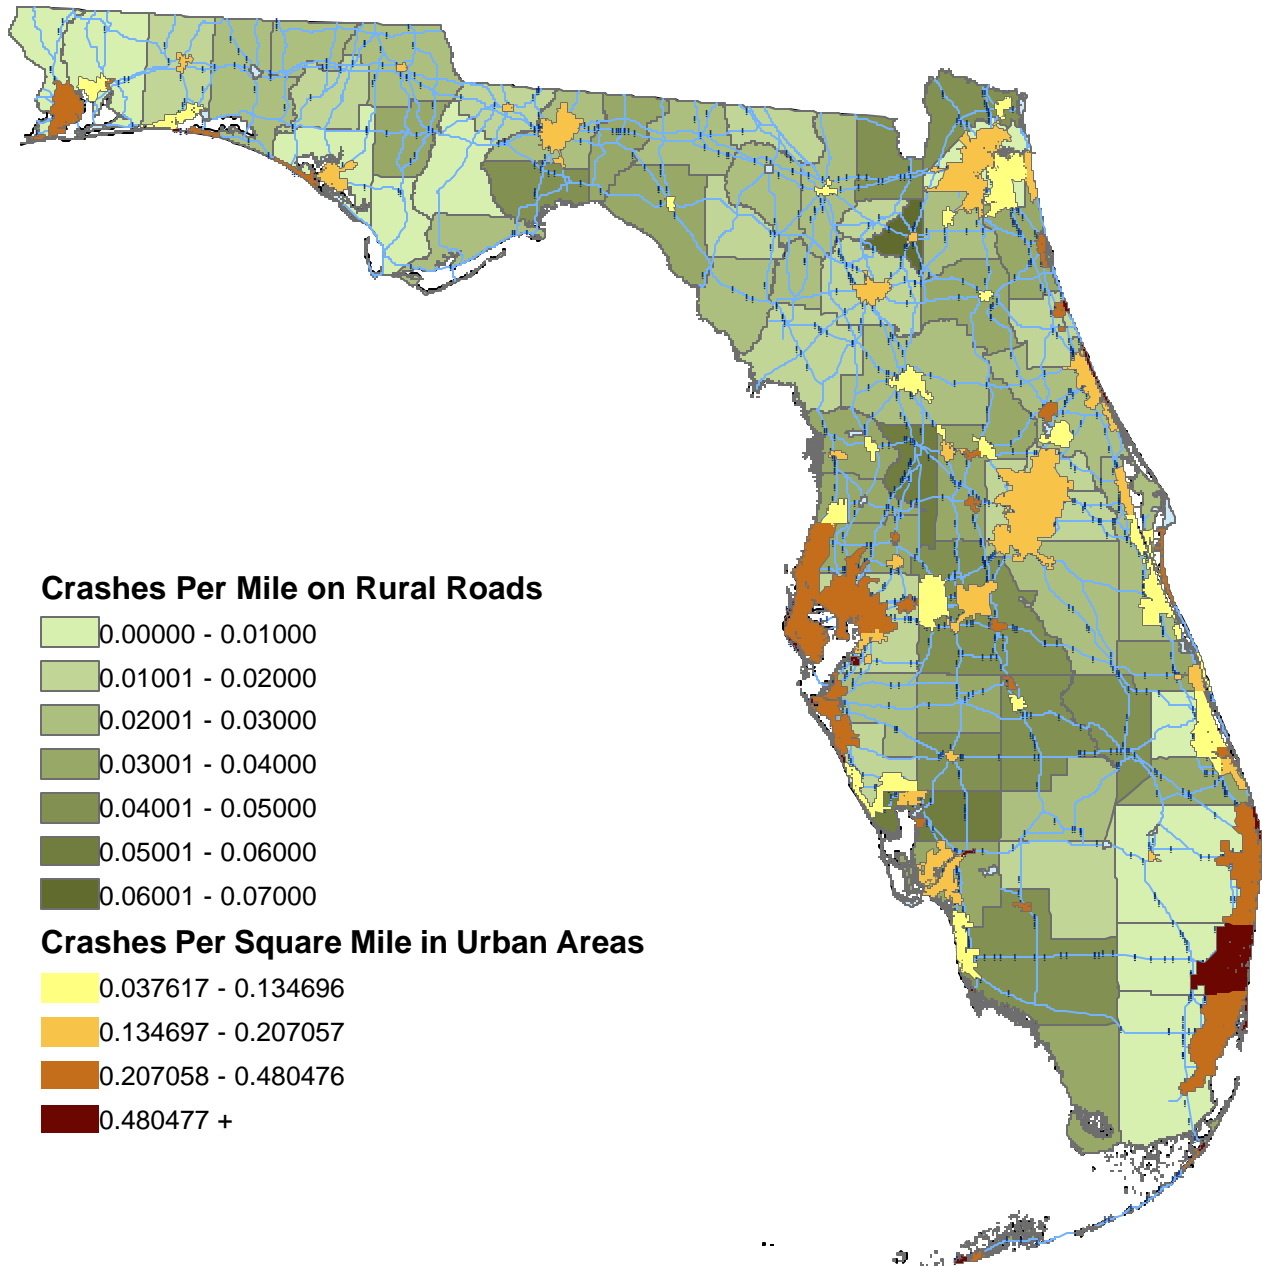 Crashes Per Mile on Rural Roads
0.00000 - 0.01000
0.01001 - 0.02000
0.02001 - 0.03000
0.03001 - 0.04000
0.04001 - 0.05000
0.05001 - 0.06000
0.06001 - 0.07000
Crashes Per Square Mile in Urban Areas
0.037617 - 0.134696
0.134697 - 0.207057
0.207058 - 0.480476
0.480477 +